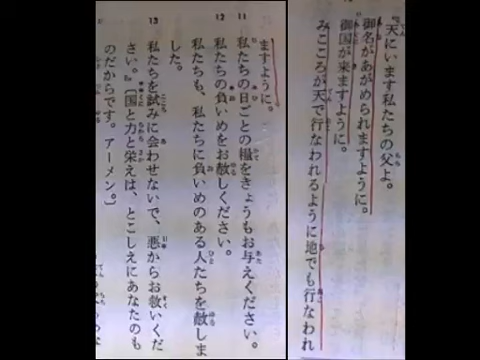 『天にいます私たちの父よ。
御名があがめられますように。
御国が来ますように。
みこころが天で行なわれるように地でも行なわれ
ますように。
11 私たちの日ごとの糧をきょうもお与えください。
12 私たちの負いめをお赦しください。
私たちも、私たちに負いめのある人たちを赦しま
した。
13 私たちを試みに会わせないで、悪からお救いくだ
さい。』〔国と力と栄えは、とこしえにあなたのも
のだからです。アーメン。〕